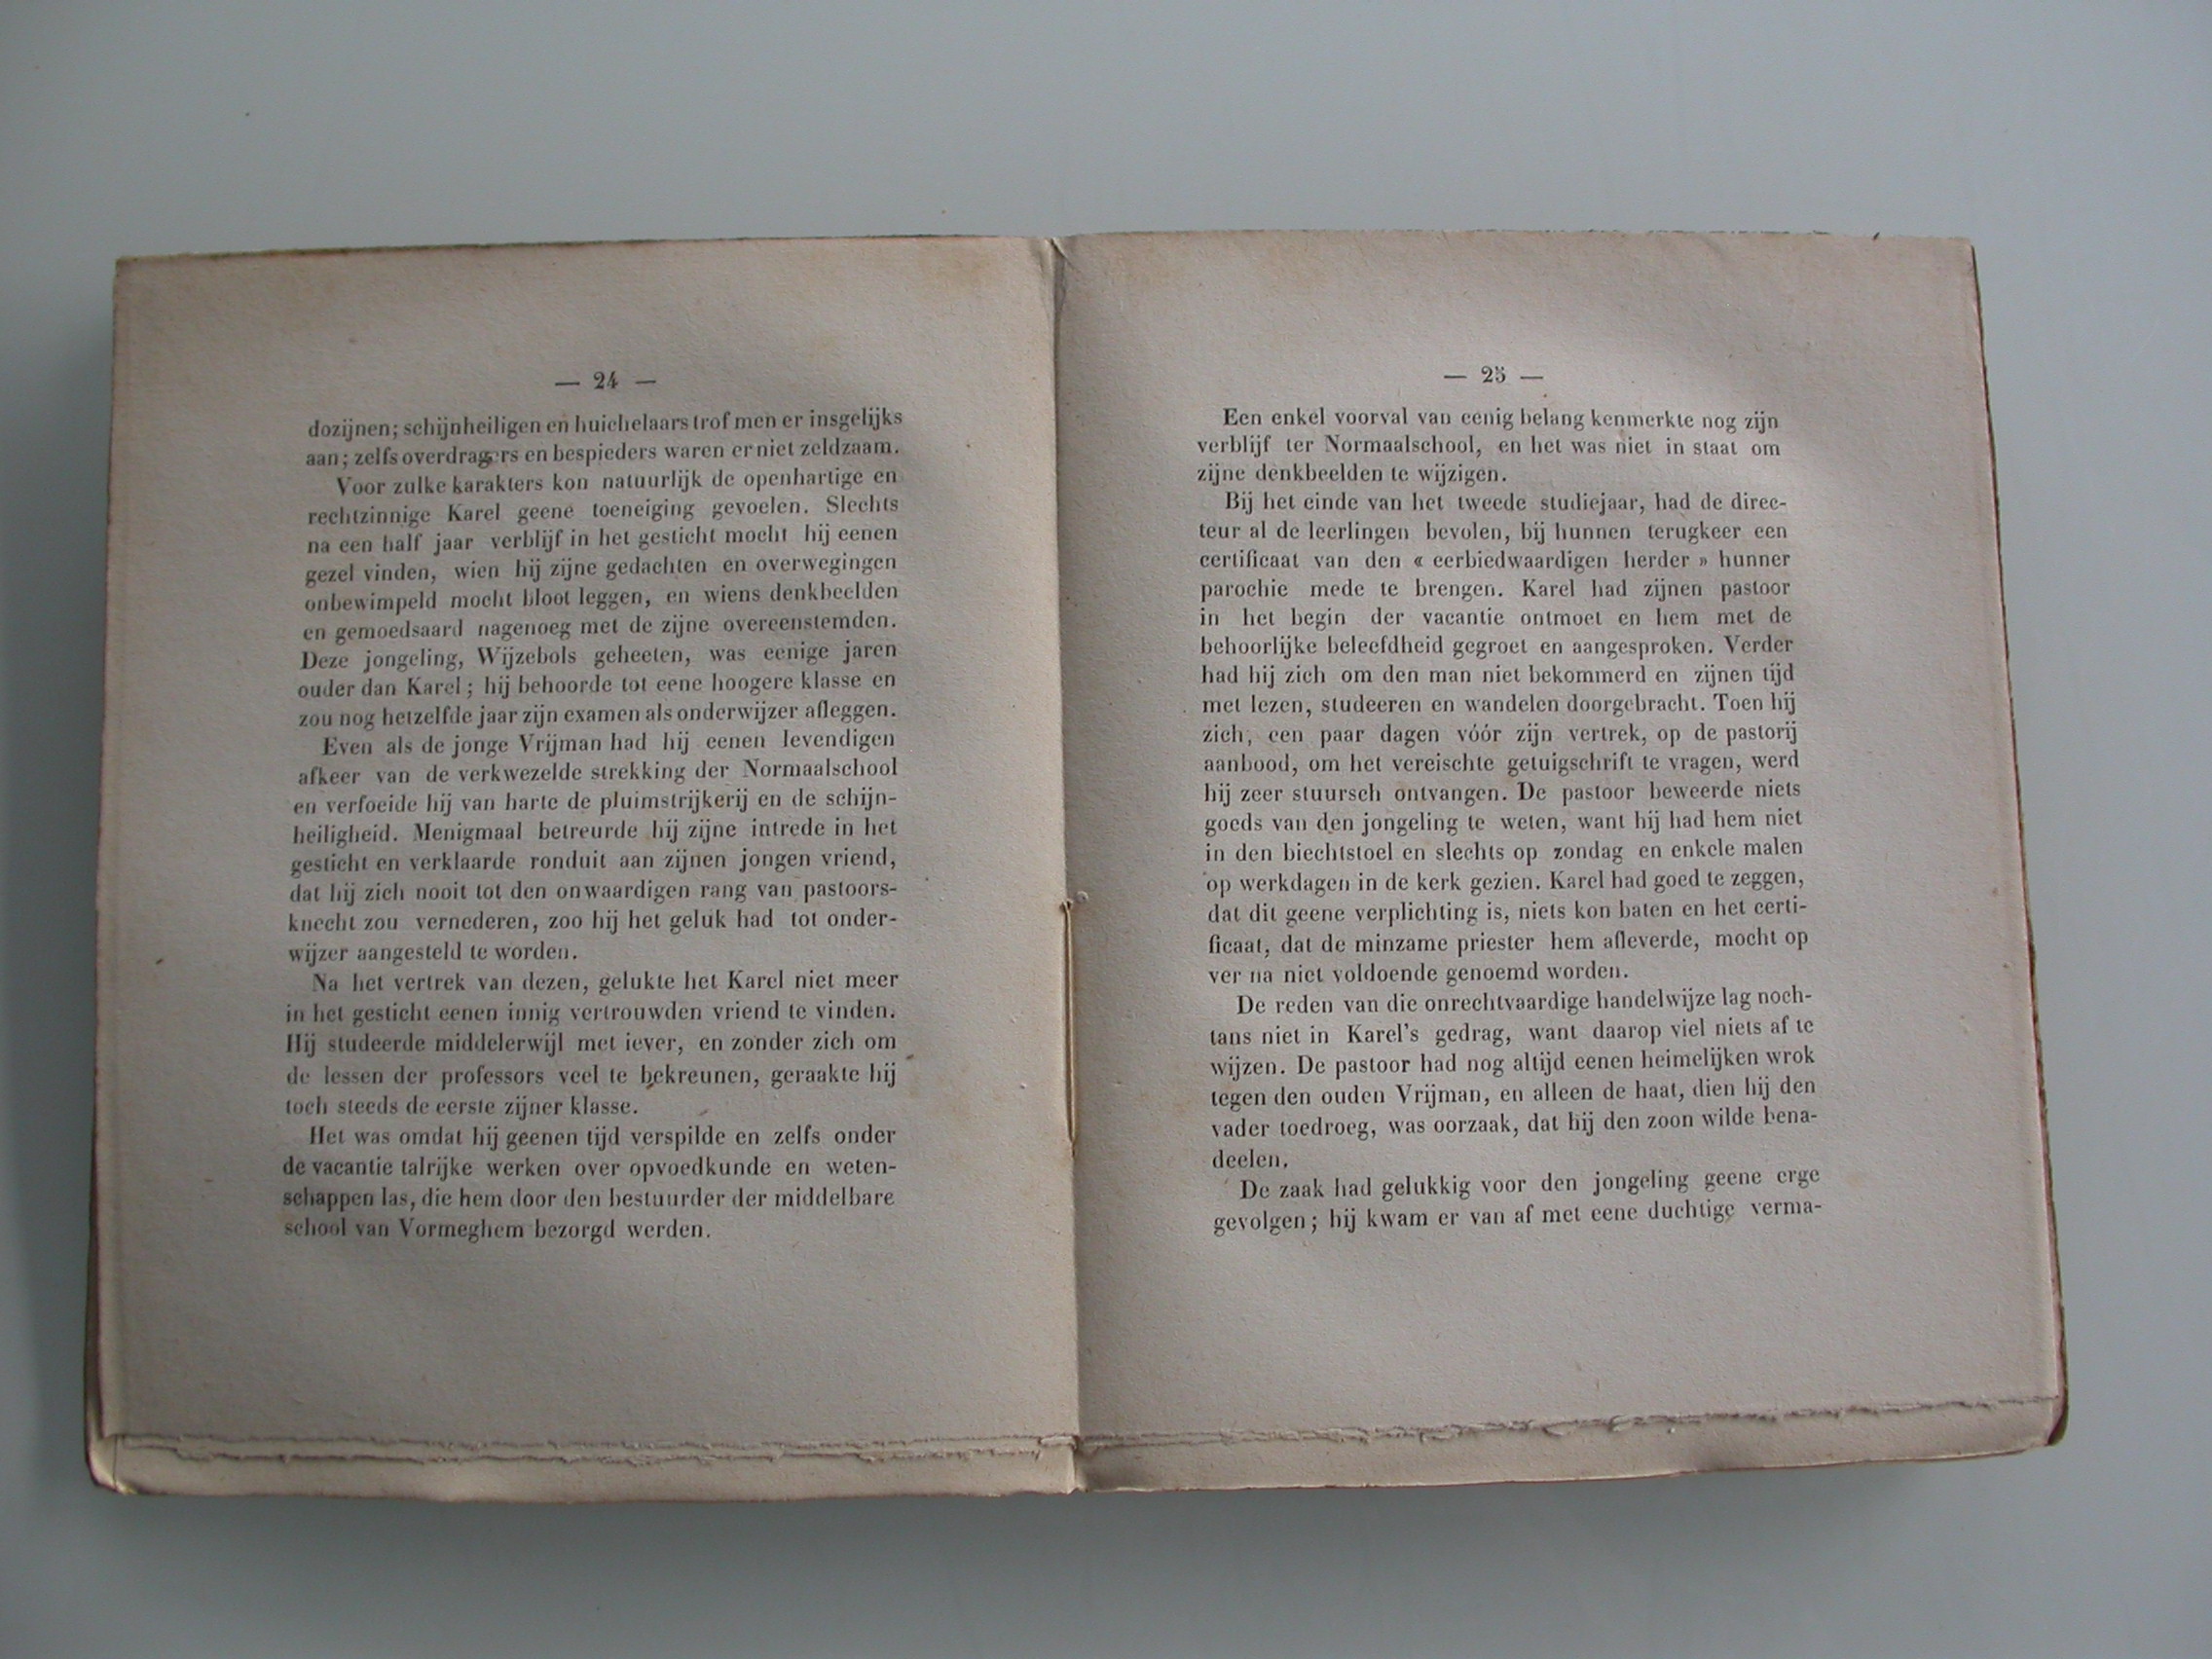 — 24 —
dozijnen; schijnheiligen en huichelaars trof men er insgelijks
aan; zelfs overdragers en bespieders waren er niet zeldzaam.
Voor zulke karakters kon natuurlijk de openhartige en
rechtzinnige Karel geene toeneiging gevoelen. Slechts
na een half jaar verblijf in het gesticht mocht hij eenen
gezel vinden, wien hij zijne gedachten en overwegingen
onbewimpeld mocht bloot leggen, en wiens denkbeelden
en gemoedsaard nagenoeg met de zijne overeenstemden.
Deze jongeling, Wijzebols geheeten, was eenige jaren
ouder dan Karel; hij behoorde tot eene hoogere klasse en
zou nog hetzelfde jaar zijn examen als onderwijzer afleggen.
Even als de jonge Vrijman had hij eenen levendigen
afkeer van de verkwezelde strekking der Normaalschool
en verfoeide hij van harte de pluimstrijkerij en de schijn-
heiligheid. Menigmaal betreurde hij zijne intrede in het
gesticht en verklaarde ronduit aan zijnen jongen vriend,
dat hij zich nooit tot den onwaardigen rang van pastoors-
knecht zou vernederen, zoo hij het geluk had tot onder-
wijzer aangesteld te worden.
Na het vertrek van dezen, gelukte het Karel niet meer
in het gesticht eenen innig vertrouwden vriend te vinden.
Hij studeerde middelerwijl met iever, en zonder zich om
de lessen der professors veel te bekreunen, geraakte hij
toch steeds de eerste zijner klasse.
Het was omdat hij geenen tijd verspilde en zelfs onder
de vacantie talrijke werken over opvoedkunde en weten-
schappen las, die hem door den bestuurder der middelbare
school van Vormeghem bezorgd werden.
— 25 —
Een enkel voorval van eenig belang kenmerkte nog zijn
verblijf ter Normaalschool, en het was niet in staat om
zijne denkbeelden te wijzigen.
Bij het einde van het tweede studiejaar, had de direc-
teur al de leerlingen bevolen, bij hunnen terugkeer een
certificaat van den « eerbiedwaardigen herder » hunner
parochie mede te brengen. Karel had zijnen pastoor
in het begin der vacantie ontmoet en hem met de
behoorlijke beleefdheid gegroet en aangesproken. Verder
had hij zich om den man niet bekommerd en zijnen tijd
met lezen, studeeren en wandelen doorgebracht. Toen hij
zich, een paar dagen vóór zijn vertrek, op de pastorij
aanbood, om het vereischte getuigschrift te vragen, werd
hij zeer stuursch ontvangen. De pastoor beweerde niets
goeds van den jongeling te weten, want hij had hem niet
in den biechtstoel en slechts op zondag en enkele malen
op werkdagen in de kerk gezien. Karel had goed te zeggen,
dat dit geene verplichting is, niets kon baten en het certi-
ficaat, dat de minzame priester hem afleverde, mocht op
ver na niet voldoende genoemd worden.
De reden van die onrechtvaardige handelwijze lag noch-
tans niet in Karel's gedrag, want daarop viel niets af te
wijzen. De pastoor had nog altijd eenen heimelijken wrok
tegen den ouden Vrijman, en alleen de haat, dien hij den
vader toedroeg, was oorzaak, dat hij den zoon wilde bena-
deelen.
De zaak had gelukkig voor den jongeling geene erge
gevolgen; hij kwam er van af met eene duchtige verma-